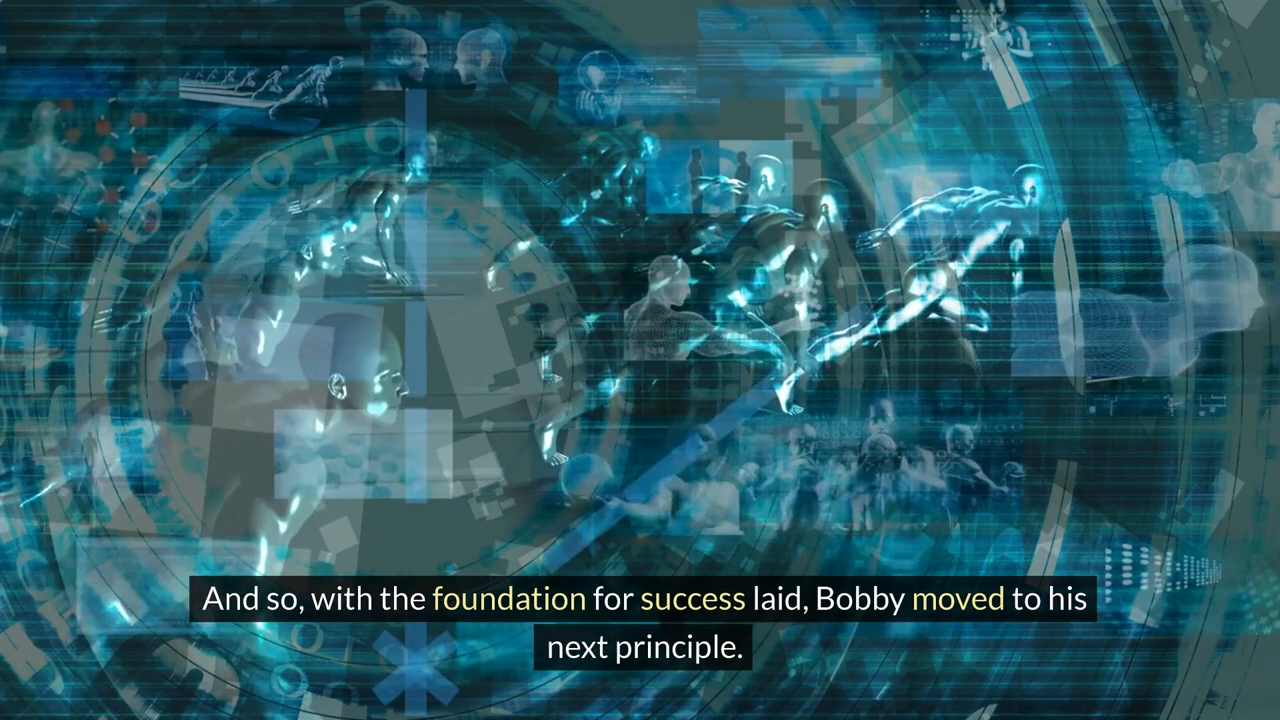 And so, with the foundation for success laid, Bobby moved to his
next principle.